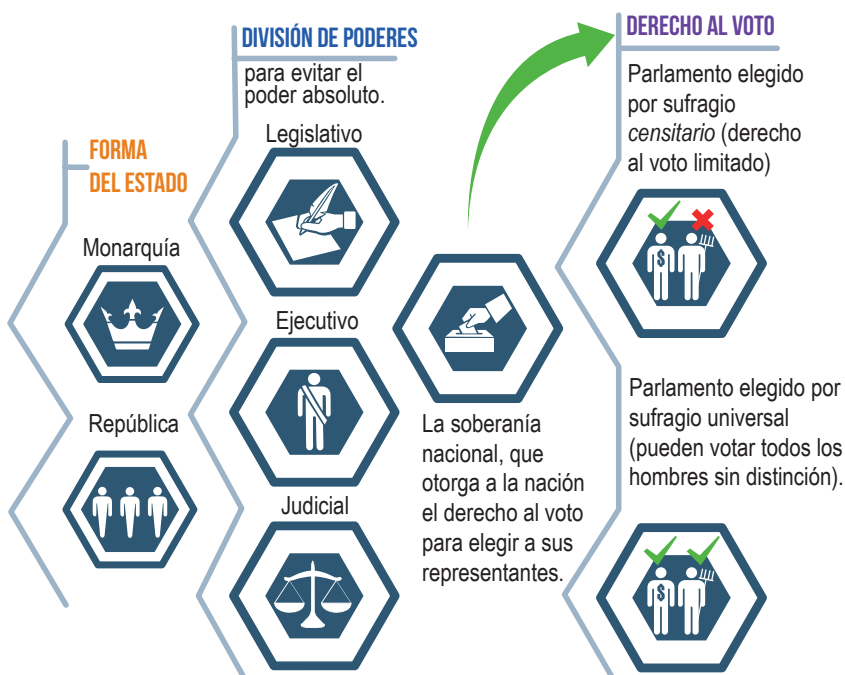 FORMA
DEL ESTADO
Monarquía
República
DIVISIÓN DE PODERES
para evitar el
poder absoluto.
Legislativo
Ejecutivo
Judicial
La soberanía
nacional, que
otorga a la nación
el derecho al voto
para elegir a sus
representantes.
DERECHO AL VOTO
Parlamento elegido
por sufragio
censitario (derecho
al voto limitado)
$
Parlamento elegido por
sufragio universal
(pueden votar todos los
hombres sin distinción).
$